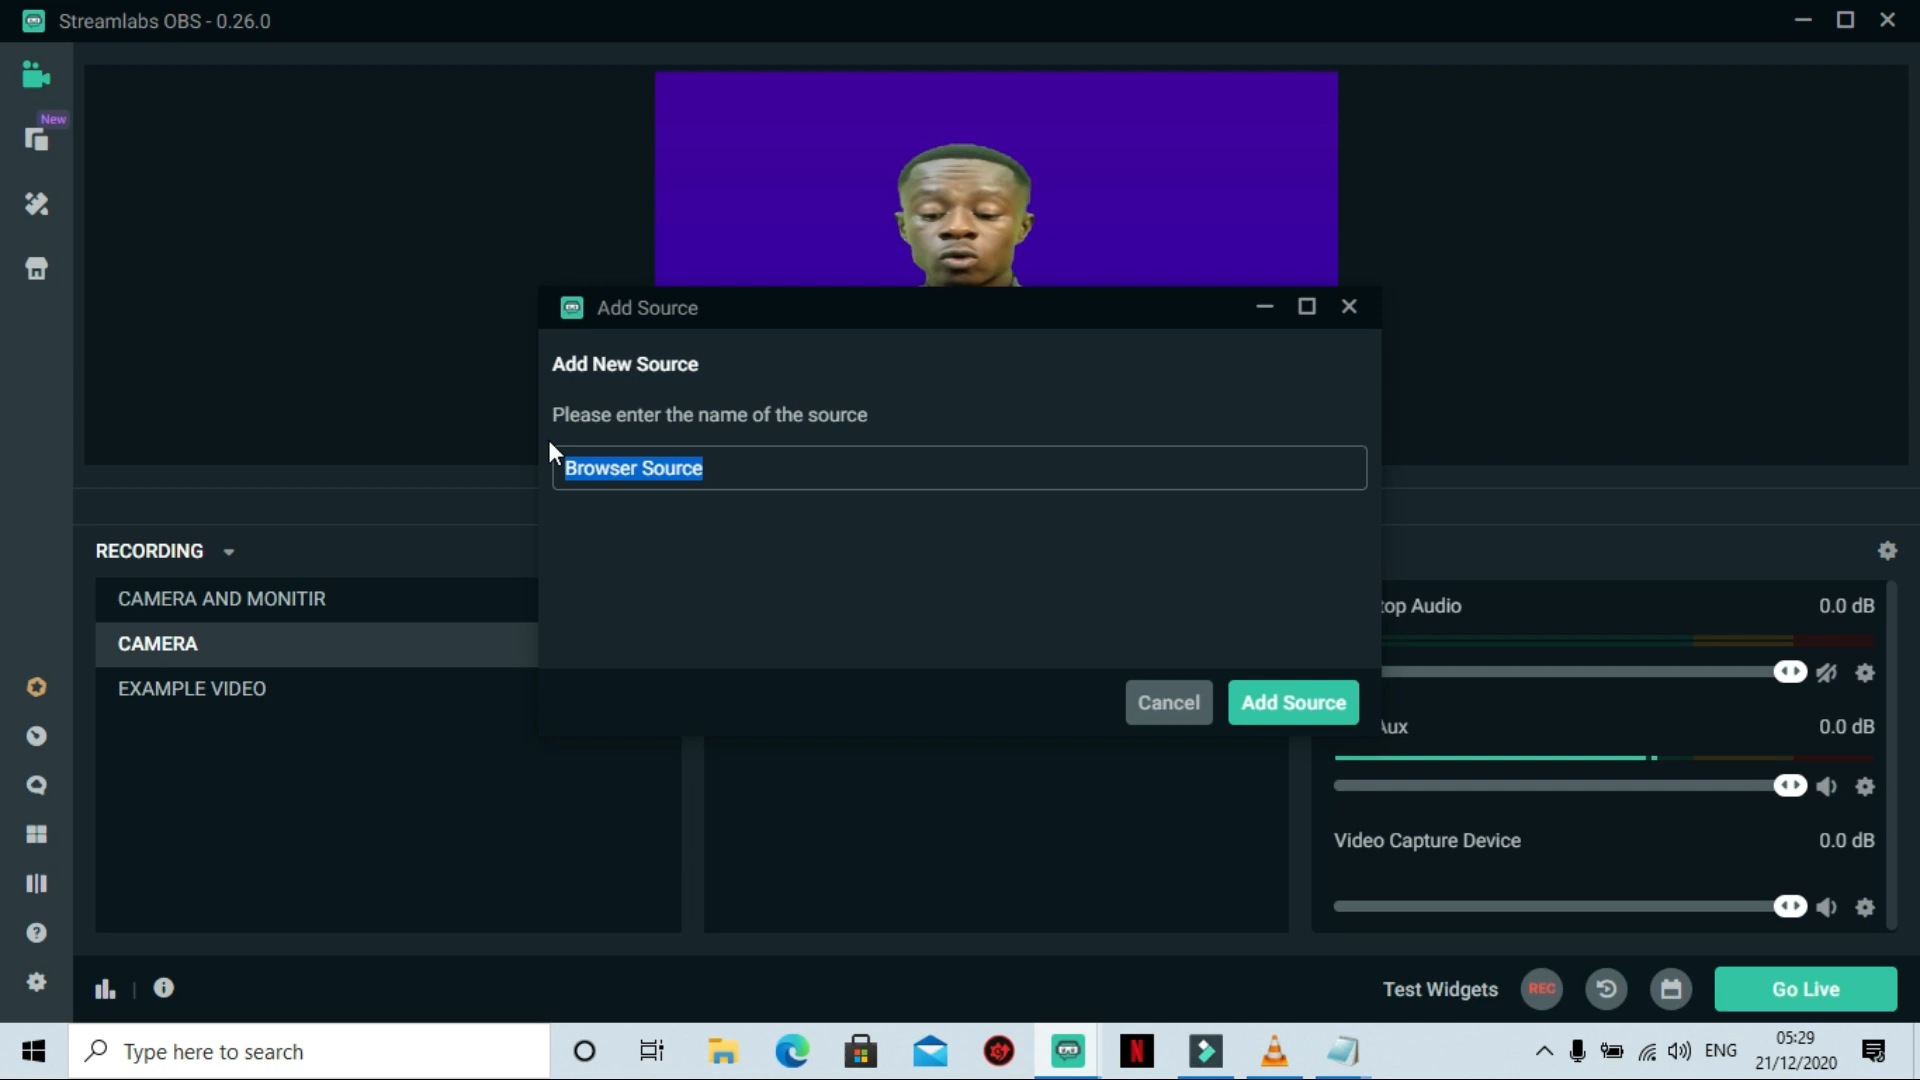 Streamlabs OBS - 0.26.0
New
Add Source
Add New Source
Please enter the name of the source
Browser Source
Cancel
Add Source
RECORDING
CAMERA AND MONITIR
CAMERA
EXAMPLE VIDEO
top Audio
0.0 dB
Aux
0.0 dB
Video Capture Device
0.0 dB
Test Widgets
REC
Go Live
Type here to search
N
ENG
05:29
21/12/2020